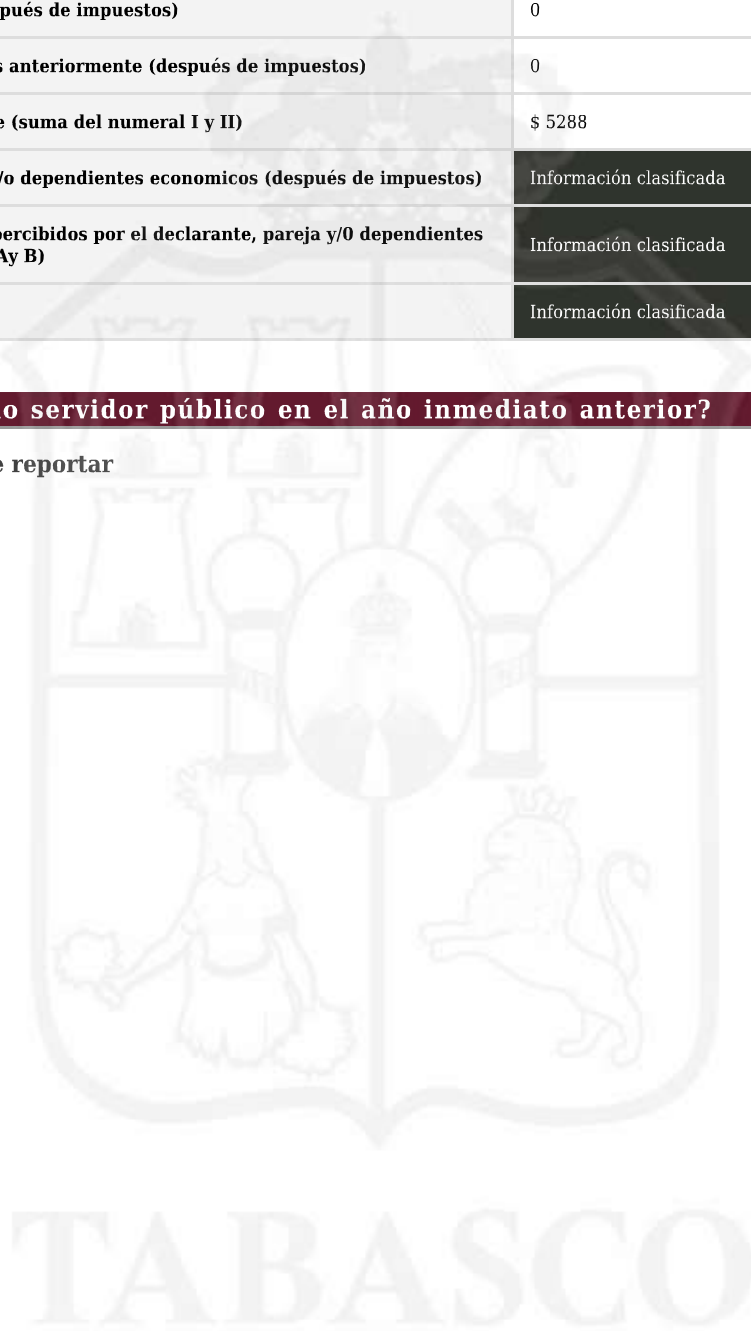 pués de impuestos) 0
s anteriormente (después de impuestos) 0
e (suma del numeral I y II) $ 5288
/o dependientes economicos (después de impuestos) Información clasificada
ercibidos por el declarante, pareja y/0 dependientes Información clasificada
Ay B)
Información clasificada
o servidor público en el año inmediato anterior?
e reportar
TABASCO